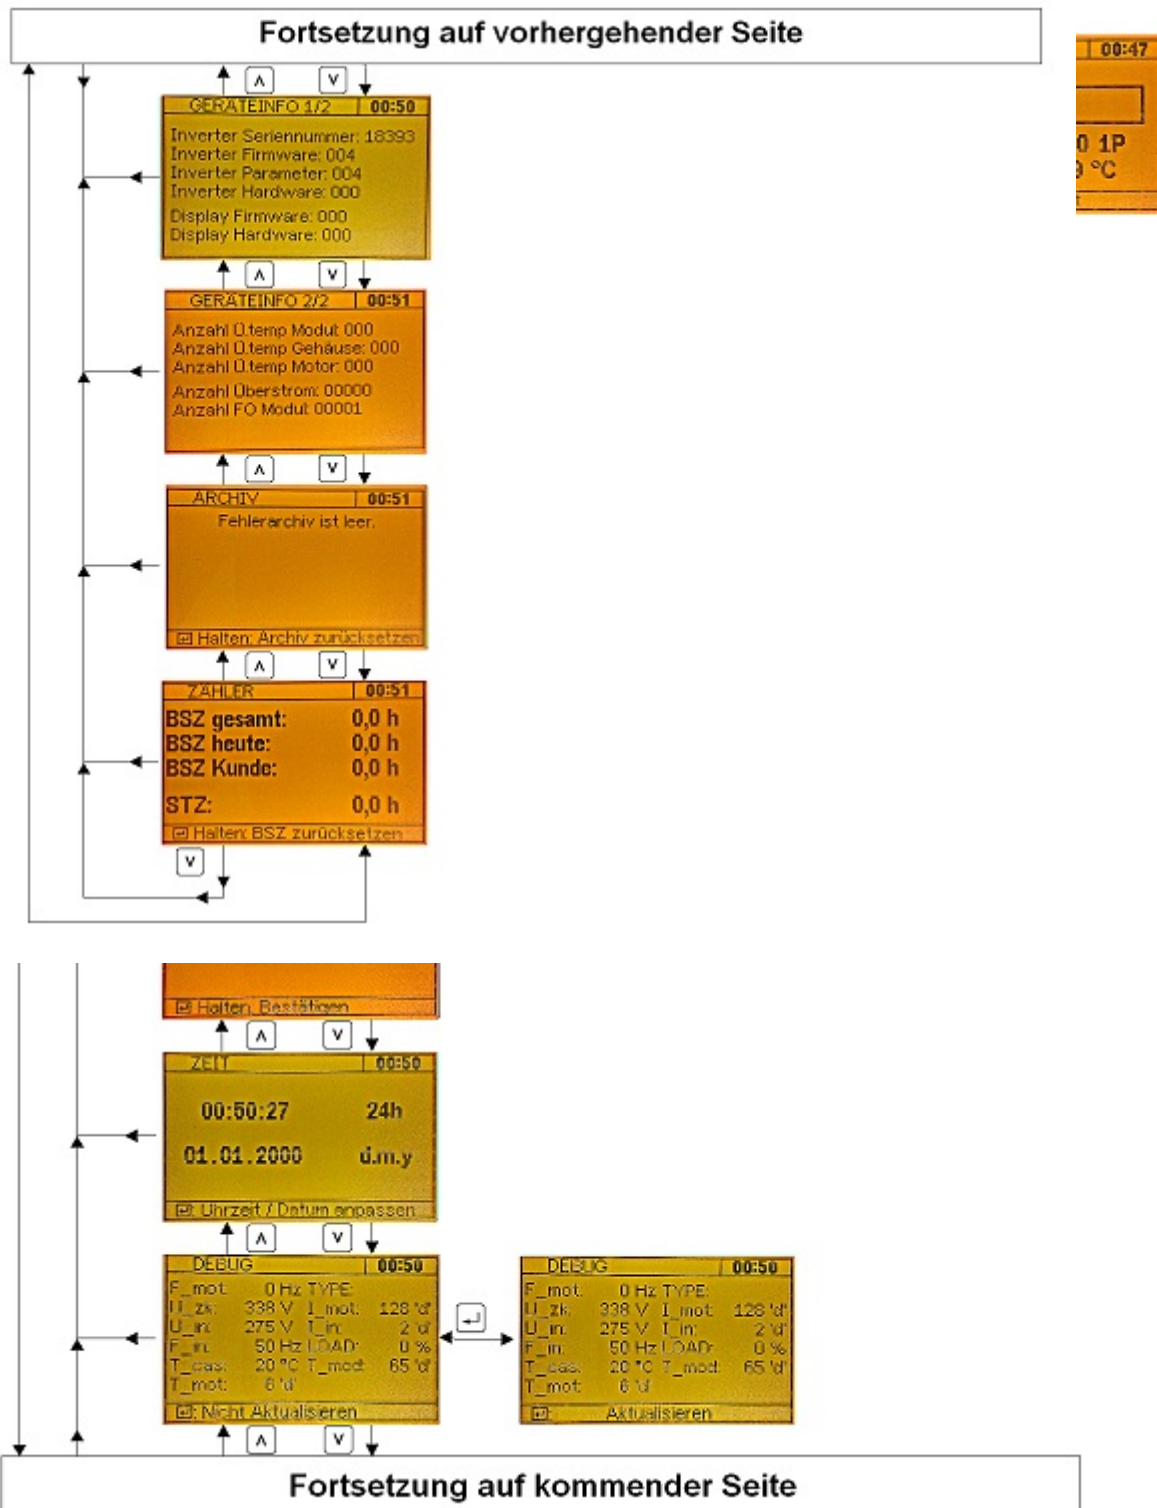 Fortsetzung auf vorhergehender Seite
00:47
0 1P
°C
GERÄTEINFO 1/2 00:50
Inverter Seriennummer: 18393
Inverter Firmware: 004
Inverter Parameter: 004
Inverter Hardware: 000
Display Firmware: 000
Display Hardware: 000
GERÄTEINFO 2/2 00:51
Anzahl Ü.temp Modul: 000
Anzahl Ü.temp Gehäuse: 000
Anzahl Ü.temp Motor: 000
Anzahl Überstrom: 00000
Anzahl FO Modul: 00001
ARCHIV 00:51
Fehlerarchiv ist leer.
Halten: Archiv zurücksetzen
ZÄHLER 00:51
BSZ gesamt: 0,0 h
BSZ heute: 0,0 h
BSZ Kunde: 0,0 h
STZ: 0,0 h
Halten: BSZ zurücksetzen
Halten: Bestätigen
ZEIT 00:50
00:50:27 24h
01.01.2000 d.m.y
: Uhrzeit / Datum anpassen
DEBUG 00:50
F_mot: 0 Hz TYPE:
U_zk: 338 V I_mot: 128 'd'
U_in: 275 V I_in: 2 'd'
F_in: 50 Hz LOAD: 0 %
T_gas: 20 °C T_mod: 65 'd'
T_mot: 6 'd'
: Nicht Aktualisieren
DEBUG 00:50
F_mot: 0 Hz TYPE:
U_zk: 338 V I_mot: 128 'd'
U_in: 275 V I_in: 2 'd'
F_in: 50 Hz LOAD: 0 %
T_gas: 20 °C T_mod: 65 'd'
T_mot: 6 'd'
: Aktualisieren
Fortsetzung auf kommender Seite